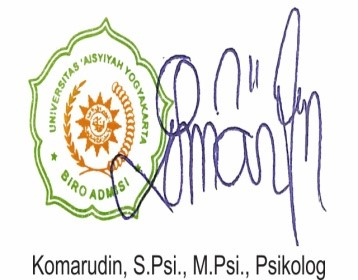 UNIVERSITAS 'AISYIYAH YOGYAKARTA
BIRO ADMISI
Komarudin, S.Psi., M.Psi., Psikolog